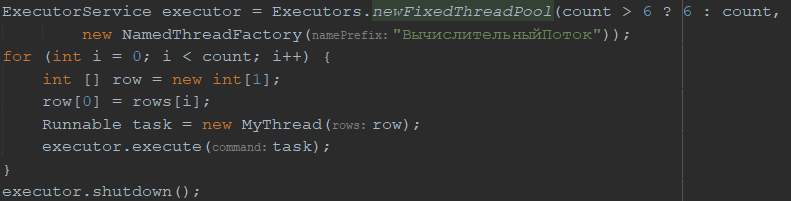 ExecutorService executor = Executors.newFixedThreadPool(count > 6 ? 6 : count,
new NamedThreadFactory(namePrefix: "ВычислительныйПоток"));
for (int i = 0; i < count; i++) {
int [] row = new int[1];
row[0] = rows[i];
Runnable task = new MyThread(rows: row);
executor.execute(command: task);
}
executor.shutdown();